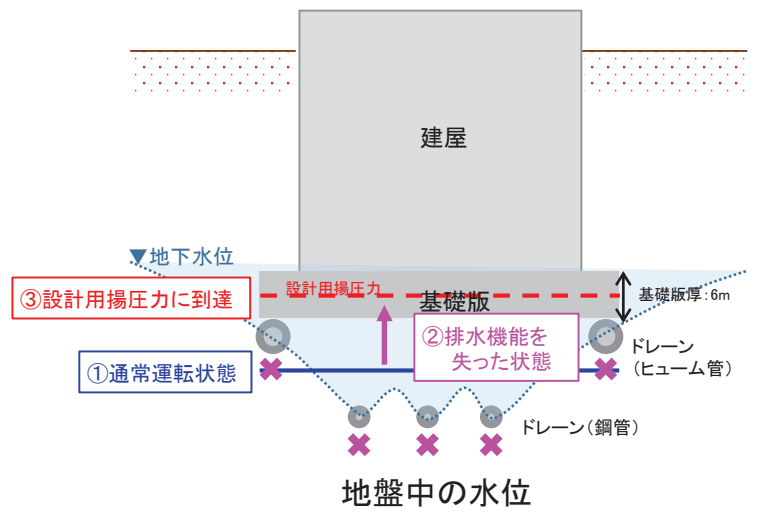 建屋
▼地下水位
設計用揚圧力
③設計用揚圧力に到達
基礎版
基礎版厚:6m
②排水機能を
失った状態
ドレーン
(ヒューム管)
①通常運転状態
ドレーン(鋼管)
地盤中の水位